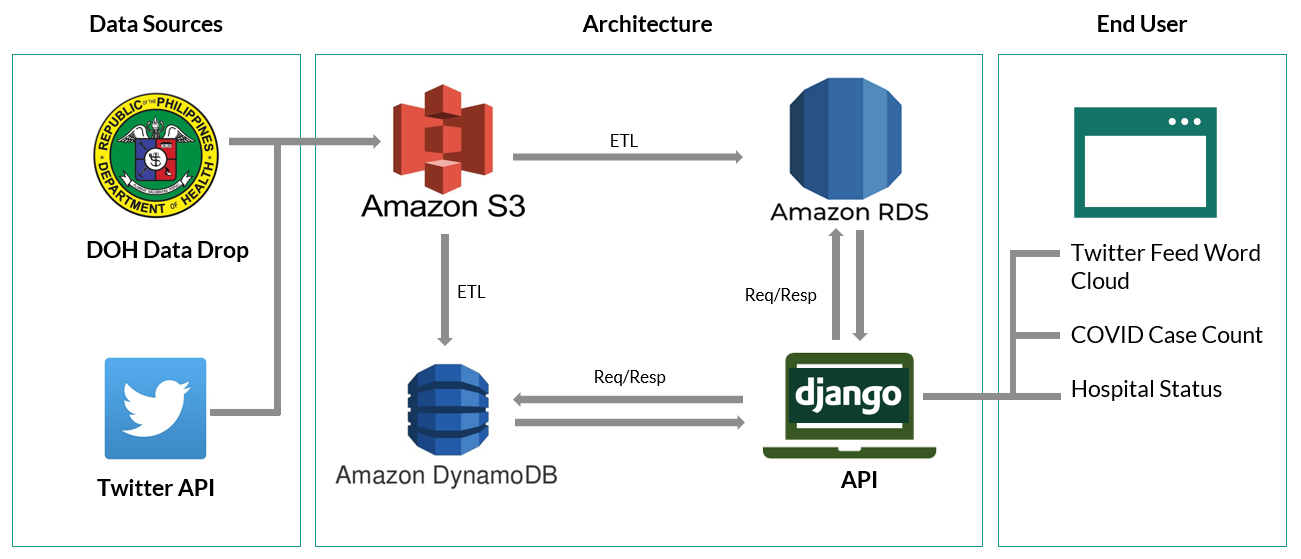 Data Sources
Architecture
End User
REPUBLIC OF THE PHILIPPINES
DEPARTMENT OF HEALTH
DOH Data Drop
Twitter API
Amazon S3
ETL
Amazon RDS
ETL
Req/Resp
Req/Resp
Amazon DynamoDB
django
API
Twitter Feed Word
Cloud
COVID Case Count
Hospital Status